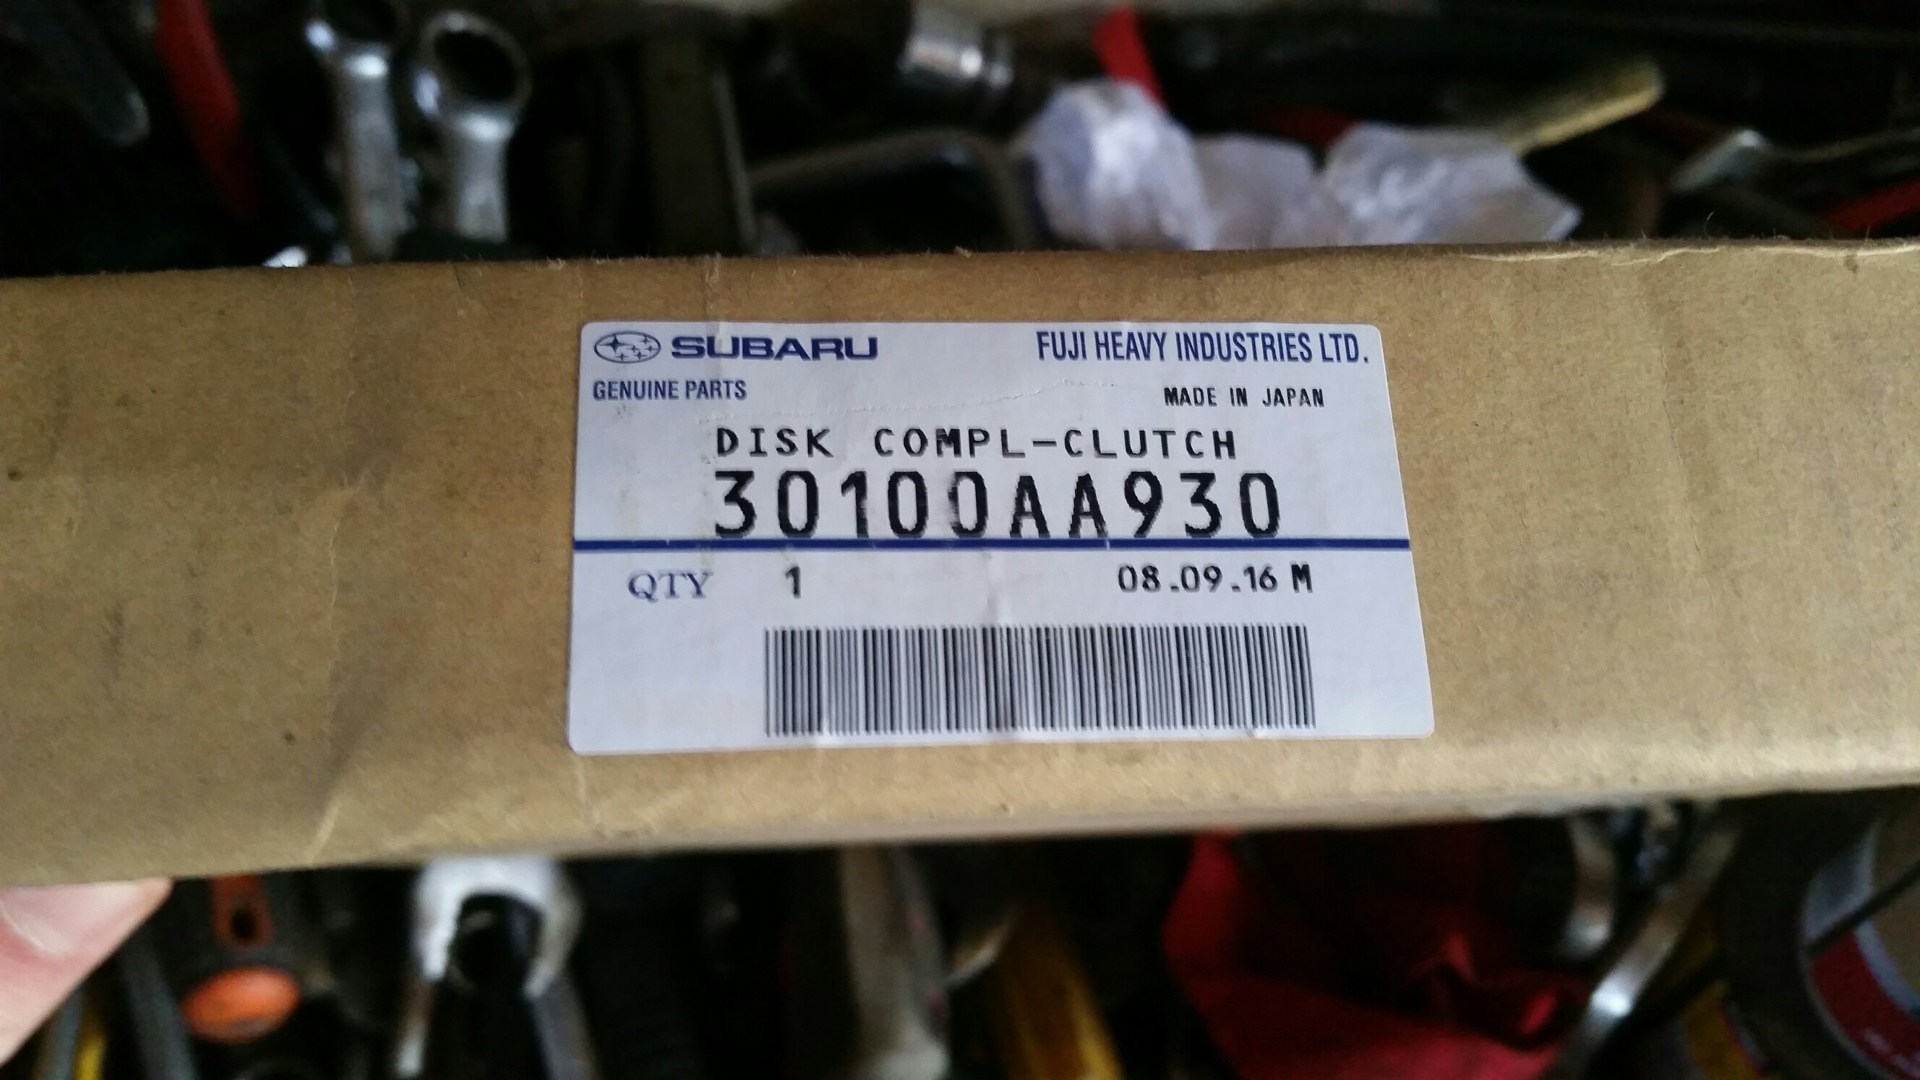 SUBARU FUJI HEAVY INDUSTRIES LTD.
GENUINE PARTS MADE IN JAPAN
DISK COMPL-CLUTCH
30100AA930
QTY 1 08.09.16 M